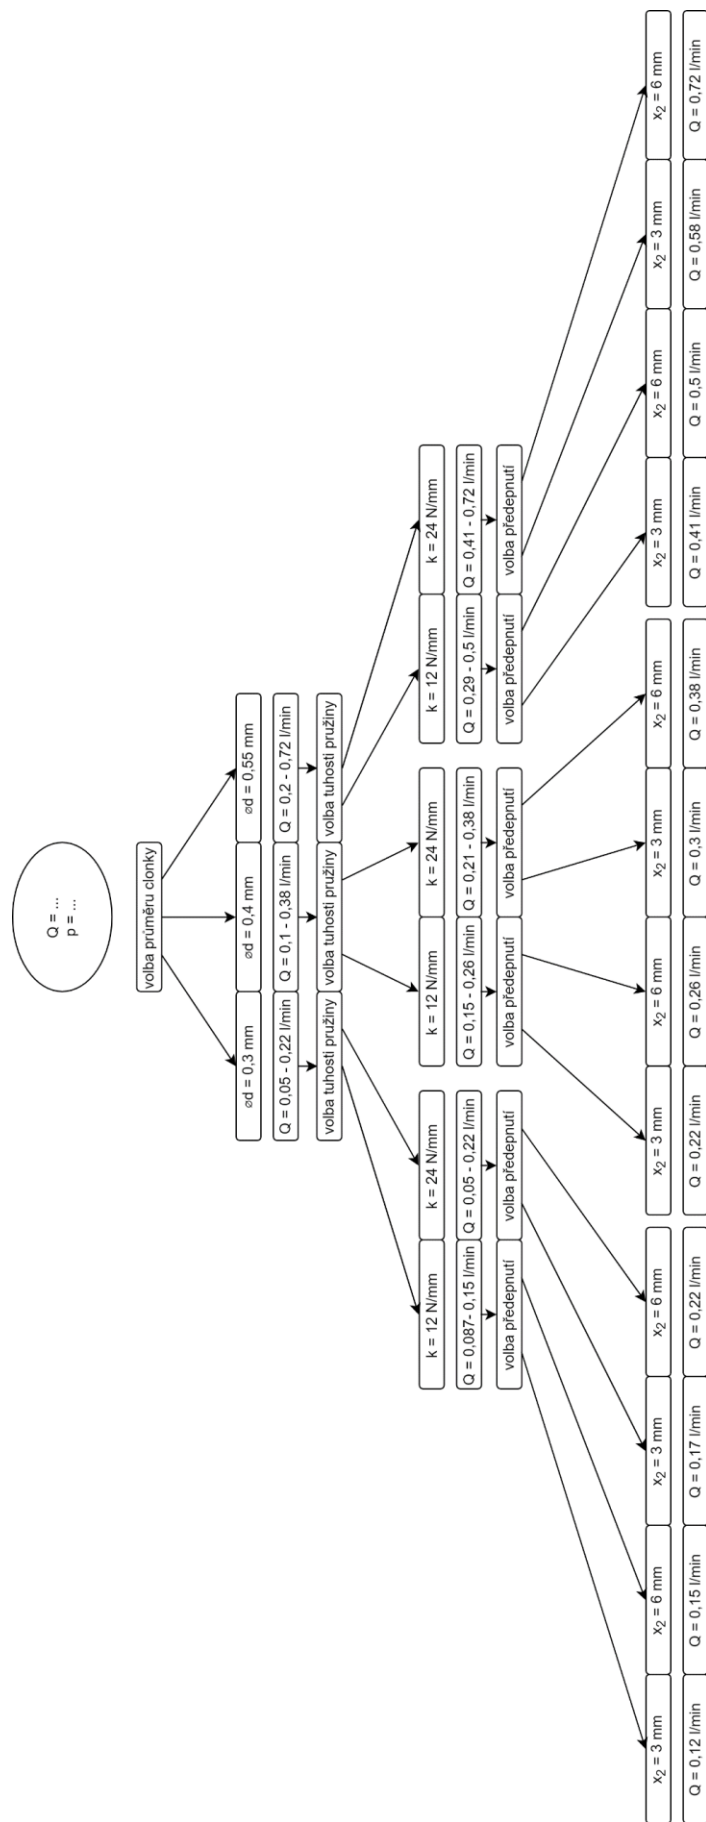 Q = ...
p = ...
volba průměru clonky
⌀d = 0,3 mm
⌀d = 0,4 mm
⌀d = 0,55 mm
Q = 0,05 - 0,22 l/min
Q = 0,1 - 0,38 l/min
Q = 0,2 - 0,72 l/min
volba tuhosti pružiny
volba tuhosti pružiny
volba tuhosti pružiny
k = 12 N/mm
k = 24 N/mm
k = 12 N/mm
k = 24 N/mm
k = 12 N/mm
k = 24 N/mm
Q = 0,087- 0,15 l/min
Q = 0,05 - 0,22 l/min
Q = 0,15 - 0,26 l/min
Q = 0,21 - 0,38 l/min
Q = 0,29 - 0,5 l/min
Q = 0,41 - 0,72 l/min
volba předepnutí
volba předepnutí
volba předepnutí
volba předepnutí
volba předepnutí
volba předepnutí
x₂ = 3 mm
x₂ = 6 mm
x₂ = 3 mm
x₂ = 6 mm
x₂ = 3 mm
x₂ = 6 mm
x₂ = 3 mm
x₂ = 6 mm
x₂ = 3 mm
x₂ = 6 mm
x₂ = 3 mm
x₂ = 6 mm
Q = 0,12 l/min
Q = 0,15 l/min
Q = 0,17 l/min
Q = 0,22 l/min
Q = 0,22 l/min
Q = 0,26 l/min
Q = 0,3 l/min
Q = 0,38 l/min
Q = 0,41 l/min
Q = 0,5 l/min
Q = 0,58 l/min
Q = 0,72 l/min